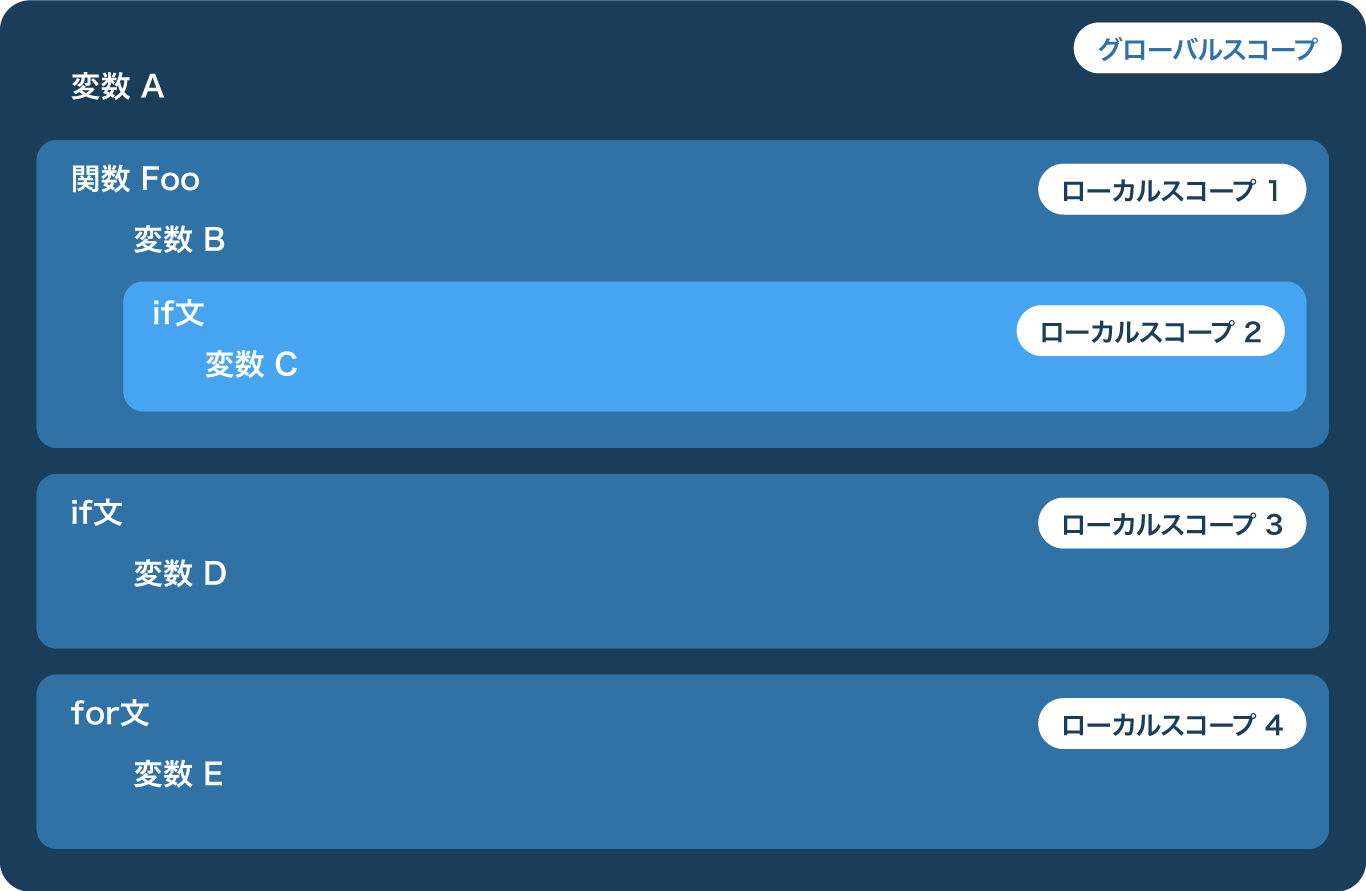 グローバルスコープ
変数 A
関数 Foo
ローカルスコープ 1
変数 B
if文
ローカルスコープ 2
変数 C
if文
ローカルスコープ 3
変数 D
for文
ローカルスコープ 4
変数 E